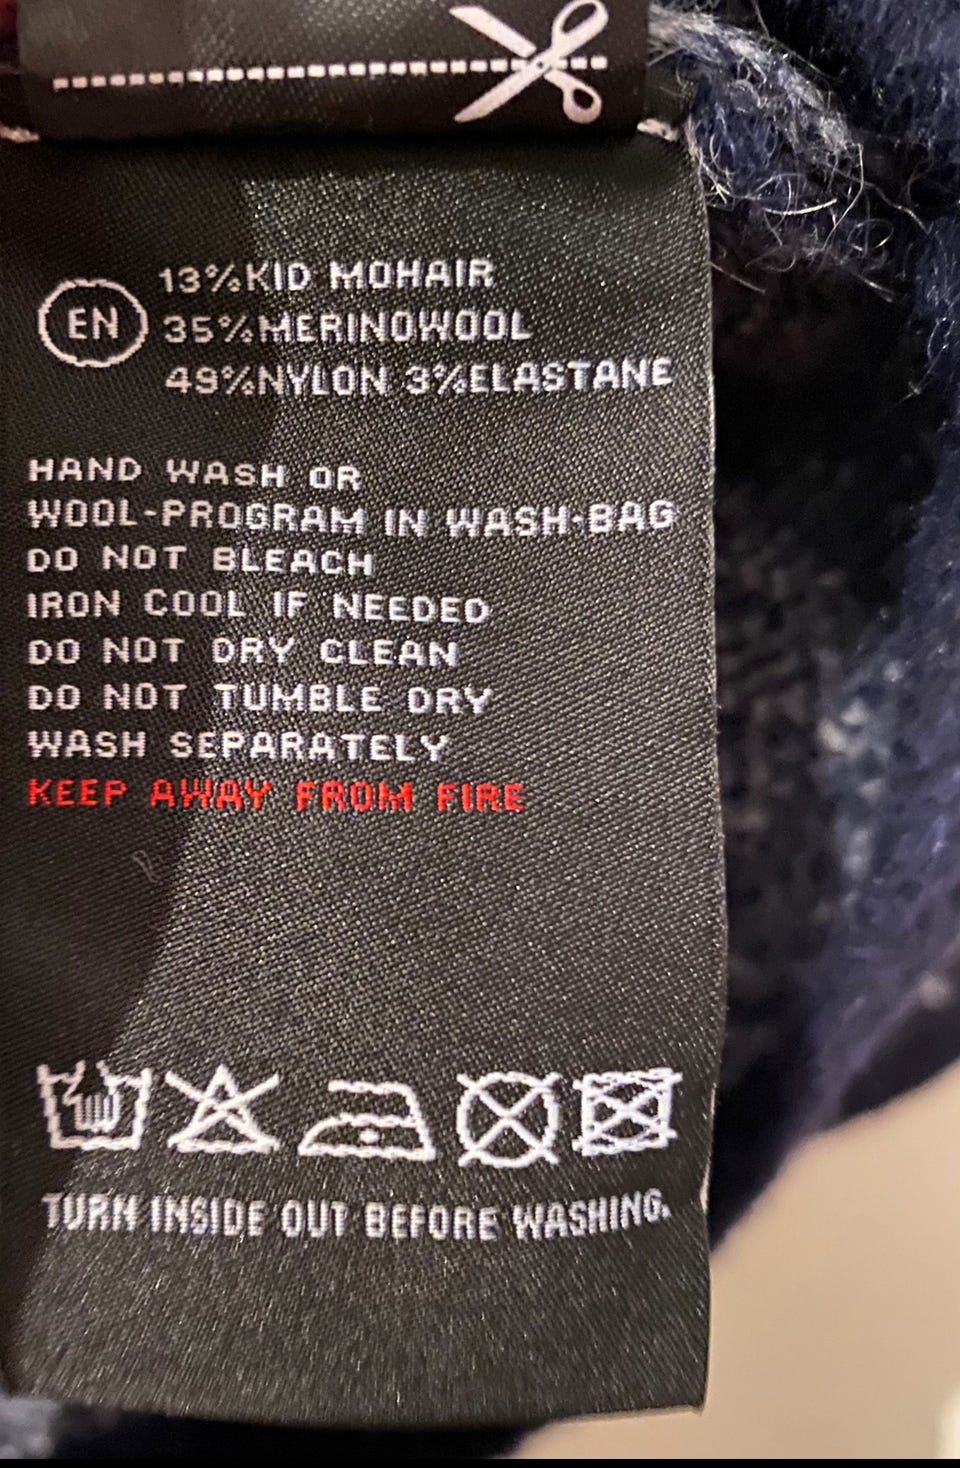 EN
13%KID MOHAIR
35%MERINOWOOL
49%NYLON 3%ELASTANE
HAND WASH OR
WOOL-PROGRAM IN WASH-BAG
DO NOT BLEACH
IRON COOL IF NEEDED
DO NOT DRY CLEAN
DO NOT TUMBLE DRY
WASH SEPARATELY
KEEP AWAY FROM FIRE
TURN INSIDE OUT BEFORE WASHING.